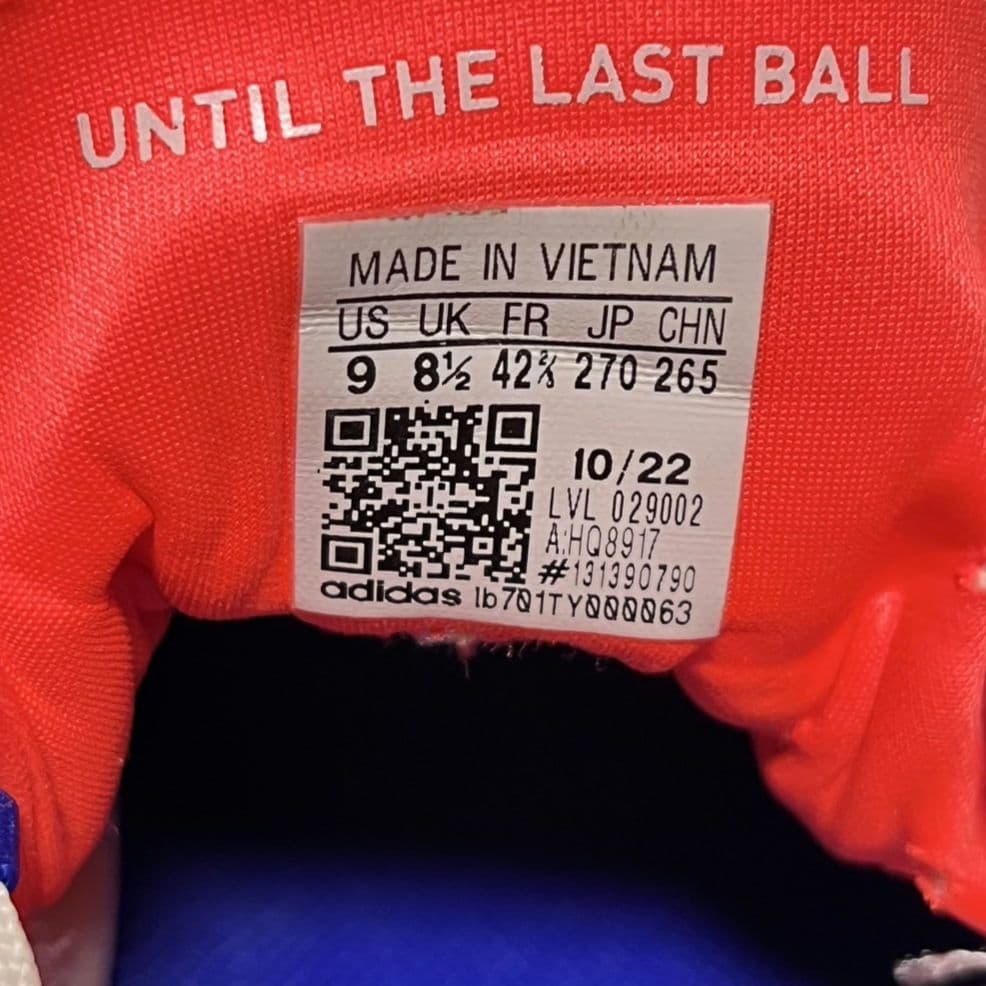 UNTIL THE LAST BALL
MADE IN VIETNAM
US UK FR JP CHN
9 8½ 42⅔ 270 265
10/22
LVL 029002
A:HQ8917
#131390790
adidas lb701TY000063